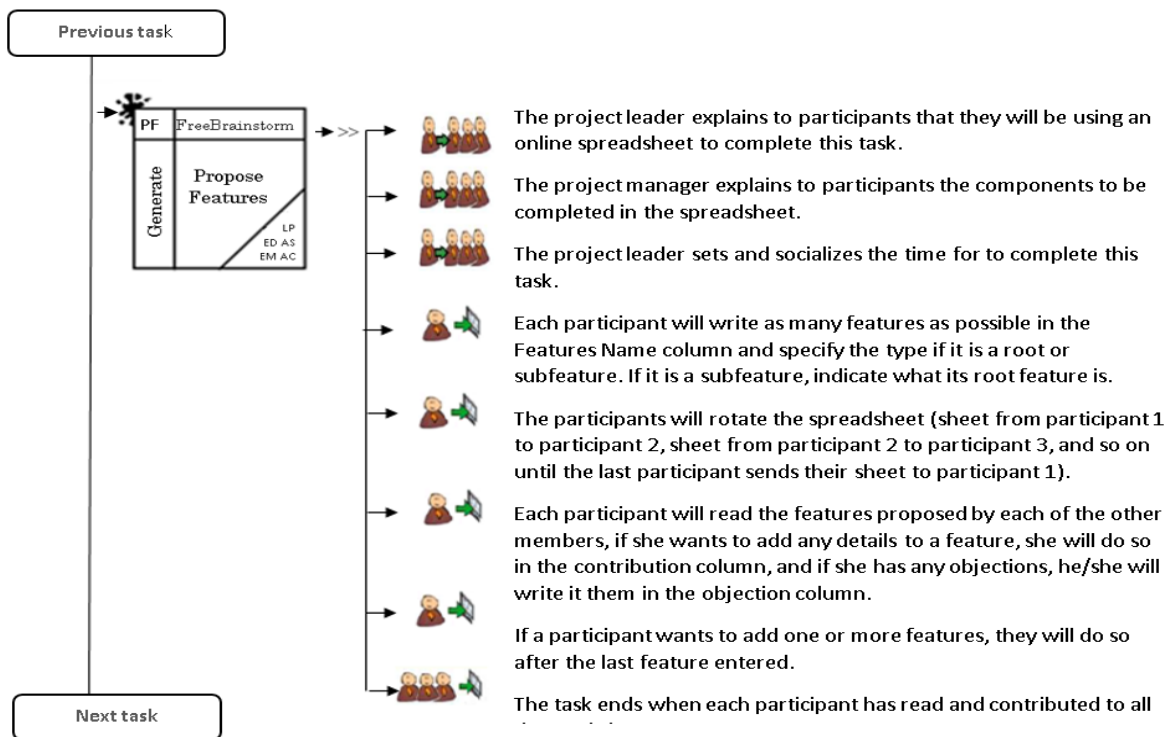 Previous task
PF FreeBrainstorm
Generate
Propose
Features
LP
ED AS
EM AC
>>
The project leader explains to participants that they will be using an
online spreadsheet to complete this task.
The project manager explains to participants the components to be
completed in the spreadsheet.
The project leader sets and socializes the time for to complete this
task.
Each participant will write as many features as possible in the
Features Name column and specify the type if it is a root or
subfeature. If it is a subfeature, indicate what its root feature is.
The participants will rotate the spreadsheet (sheet from participant 1
to participant 2, sheet from participant 2 to participant 3, and so on
until the last participant sends their sheet to participant 1).
Each participant will read the features proposed by each of the other
members, if she wants to add any details to a feature, she will do so
in the contribution column, and if she has any objections, he/she will
write it them in the objection column.
If a participant wants to add one or more features, they will do so
after the last feature entered.
The task ends when each participant has read and contributed to all
Next task